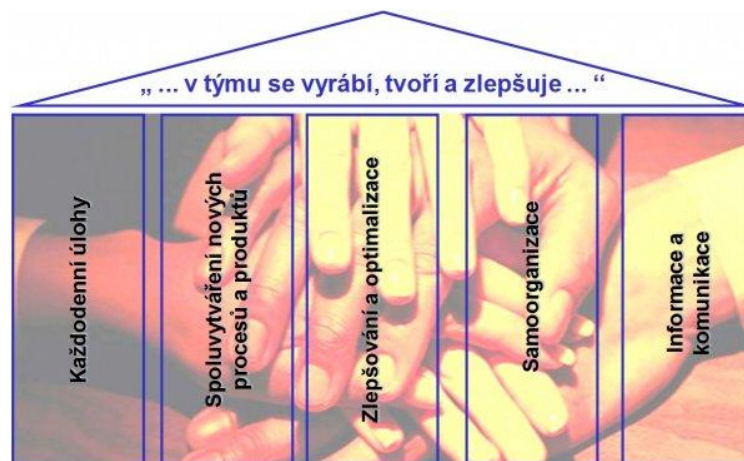 „ ... v týmu se vyrábí, tvoří a zlepšuje ... “
Každodenní úlohy
Spoluvytváření nových
procesů a produktů
Zlepšování a optimalizace
Samoorganizace
Informace a
komunikace